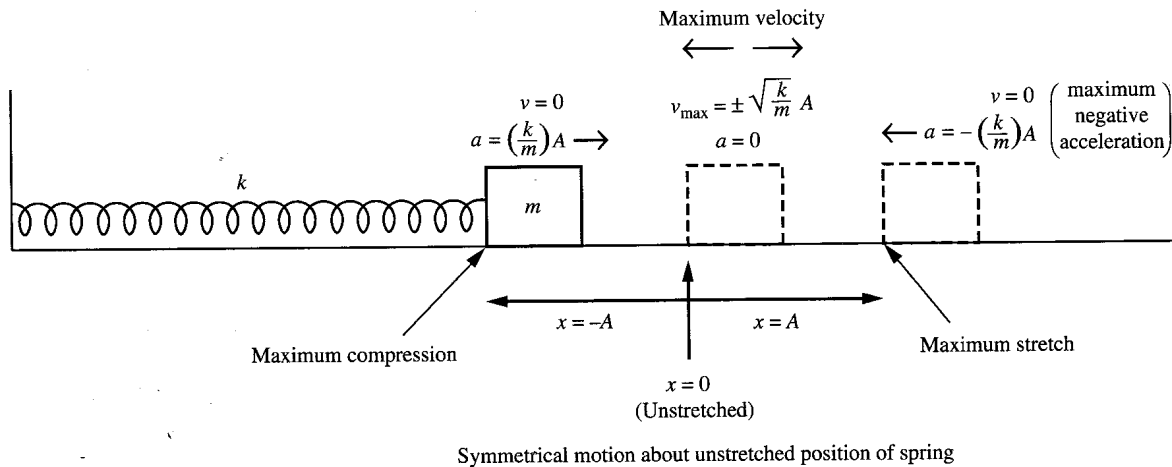 Maximum velocity
v = 0
a = (k/m)A
v_max = ± √(k/m) A
a = 0
v = 0
a = –(k/m)A
(maximum
negative
acceleration)
k
m
x = –A
x = A
Maximum compression
Maximum stretch
x = 0
(Unstretched)
Symmetrical motion about unstretched position of spring